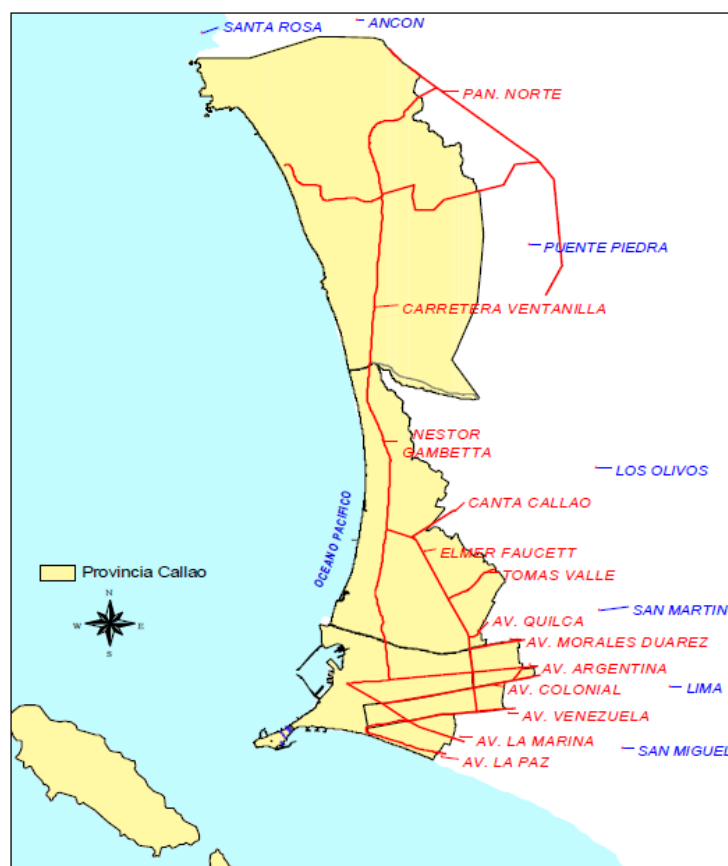 ANCON
SANTA ROSA
PAN. NORTE
PUENTE PIEDRA
CARRETERA VENTANILLA
NESTOR
GAMBETTA
LOS OLIVOS
CANTA CALLAO
OCEANO PACIFICO
ELMER FAUCETT
Provincia Callao
TOMAS VALLE
N
W E
S
SAN MARTIN
AV. QUILCA
AV. MORALES DUAREZ
AV. ARGENTINA
AV. COLONIAL
LIMA
AV. VENEZUELA
AV. LA MARINA
SAN MIGUEL
AV. LA PAZ